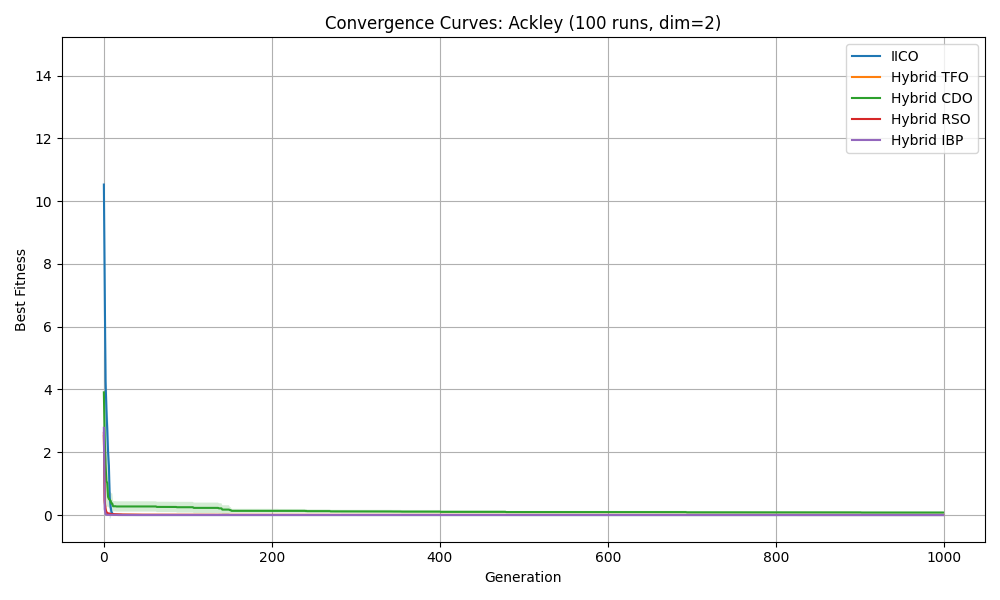 Convergence Curves: Ackley (100 runs, dim=2)
Best Fitness
14
12
10
8
6
4
2
0
0
200
400
600
800
1000
Generation
IICO
Hybrid TFO
Hybrid CDO
Hybrid RSO
Hybrid IBP